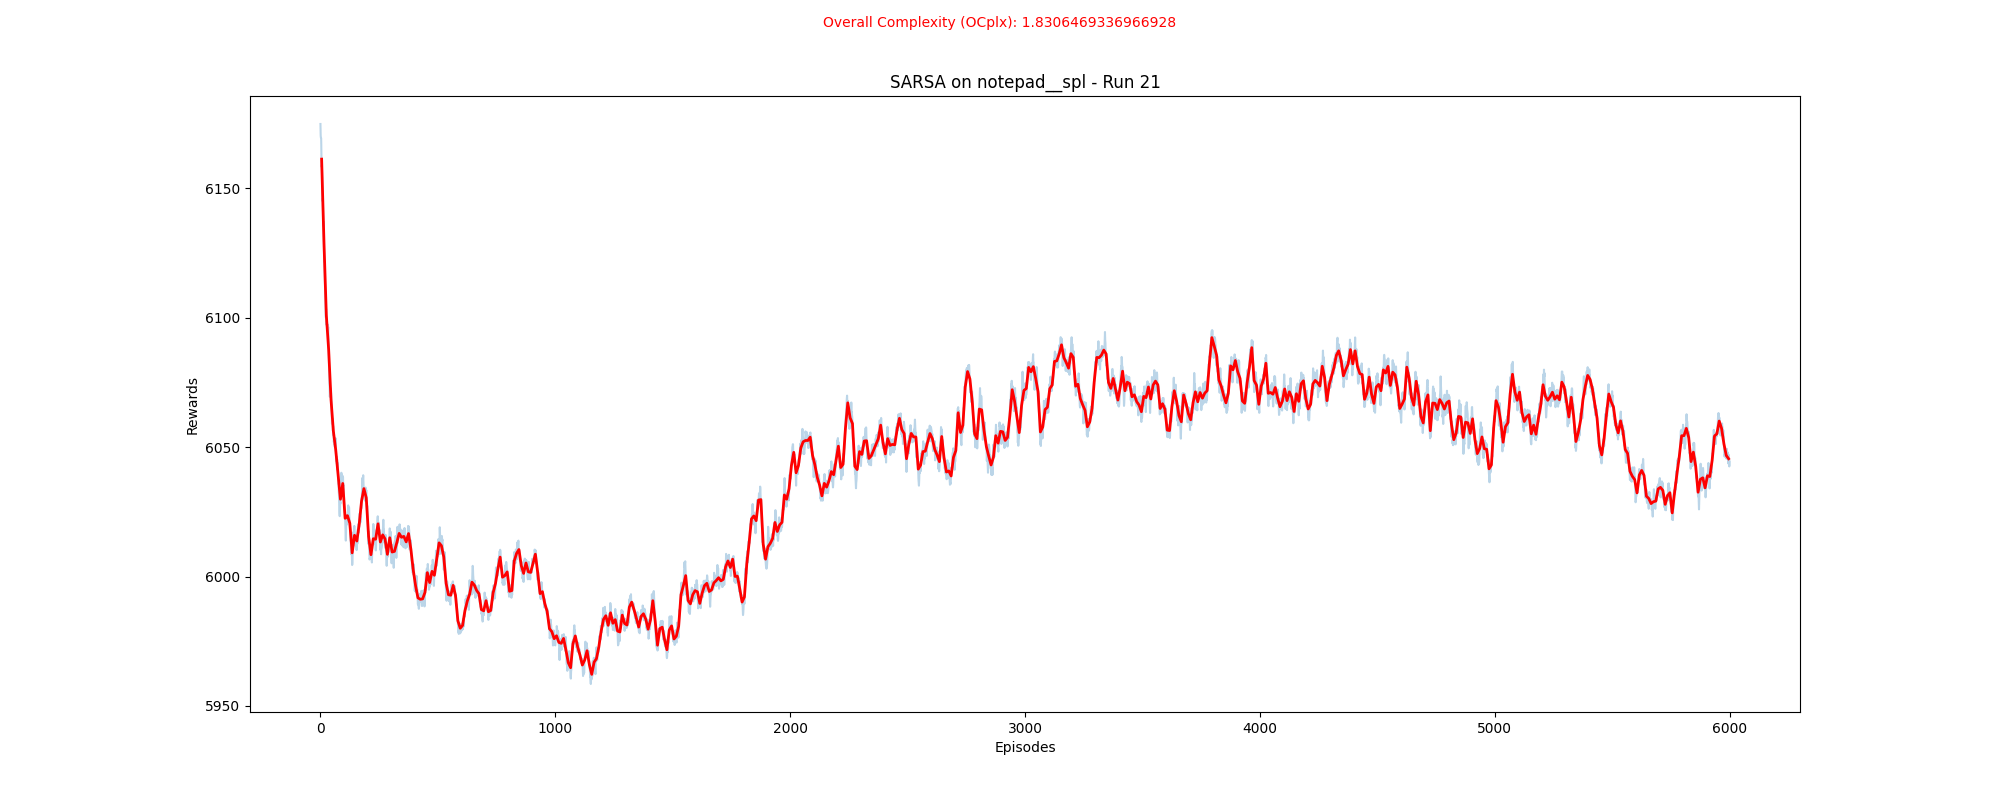 Overall Complexity (OCplx): 1.8306469336966928
SARSA on notepad__spl - Run 21
6150
6100
6050
6000
5950
Rewards
0 1000 2000 3000 4000 5000 6000
Episodes